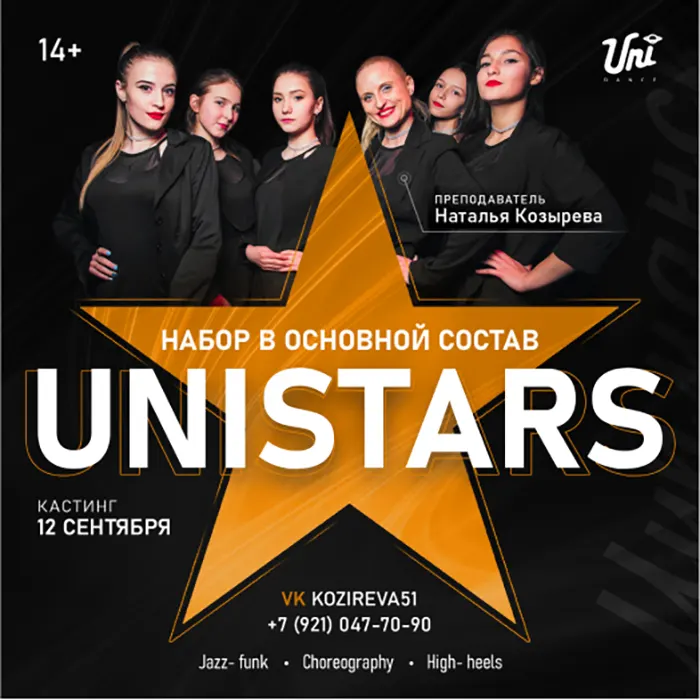 14+
Uni
DANCE
ПРЕПОДАВАТЕЛЬ
Наталья Козырева
НАБОР В ОСНОВНОЙ СОСТАВ
UNISTARS
КАСТИНГ
12 СЕНТЯБРЯ
VK KOZIREVA51
+7 (921) 047-70-90
Jazz- funk • Choreography • High- heels